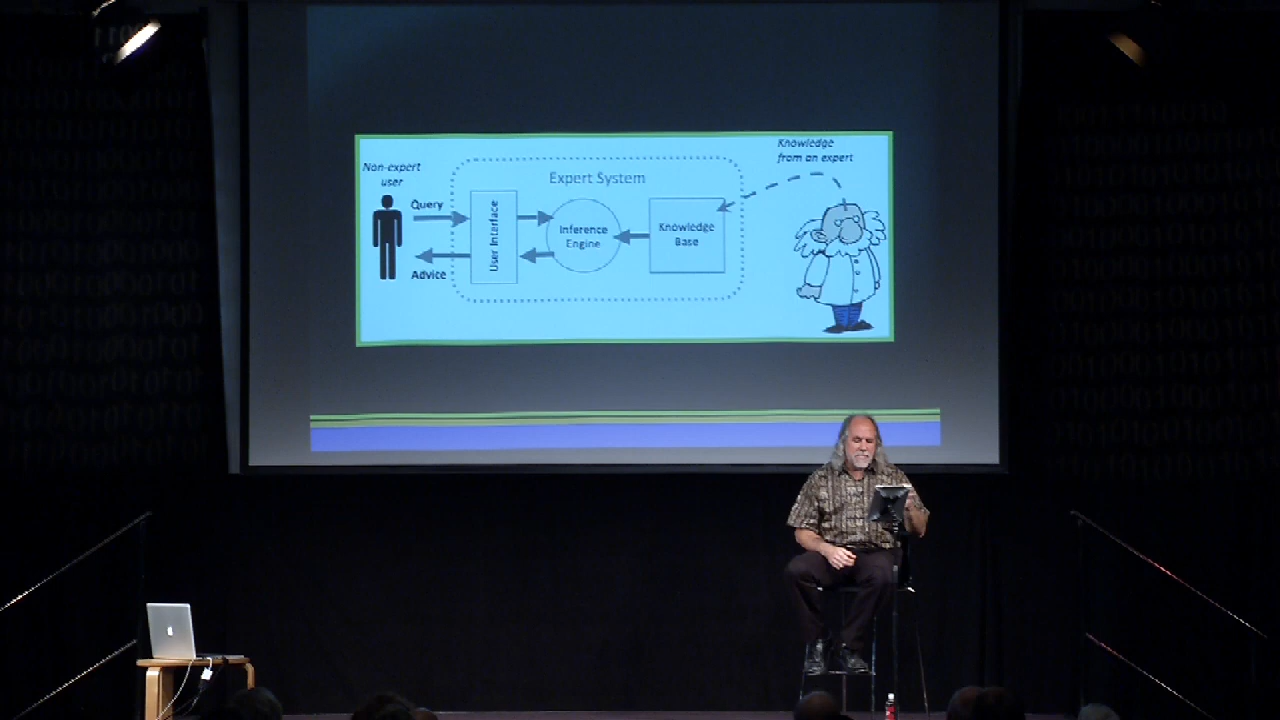 Knowledge
from an expert
Non-expert
user
Expert System
Query
User Interface
Inference
Engine
Knowledge
Base
Advice